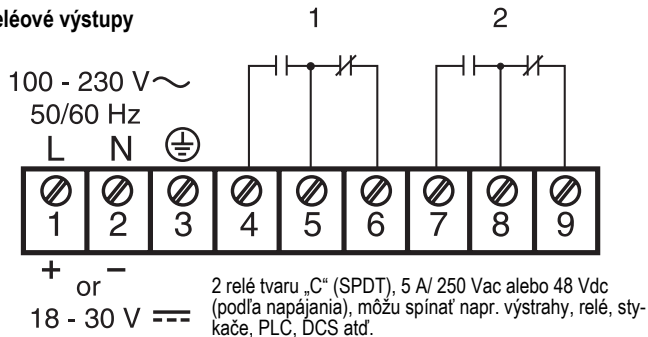 eléové výstupy
1 2
100 - 230 V~
50/60 Hz
L N
1 2 3 4 5 6 7 8 9
+ or –
18 - 30 V
2 relé tvaru „C“ (SPDT), 5 A/ 250 Vac alebo 48 Vdc
(podľa napájania), môžu spínať napr. výstrahy, relé, sty-
kače, PLC, DCS atď.